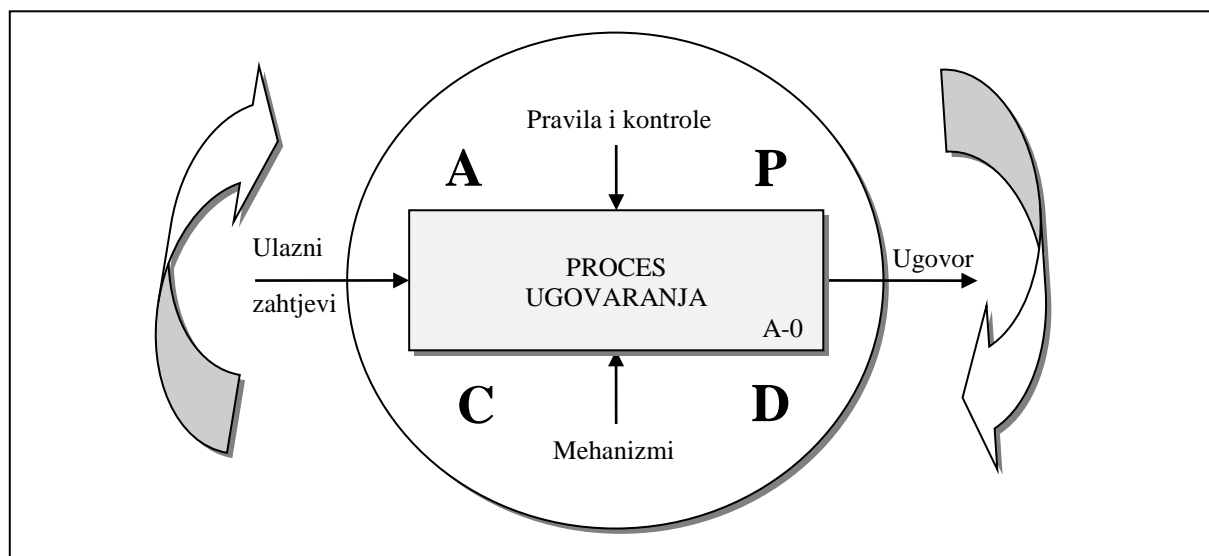 Pravila i kontrole
A
P
Ulazni
zahtjevi
PROCES
UGOVARANJA
A-0
Ugovor
C
D
Mehanizmi